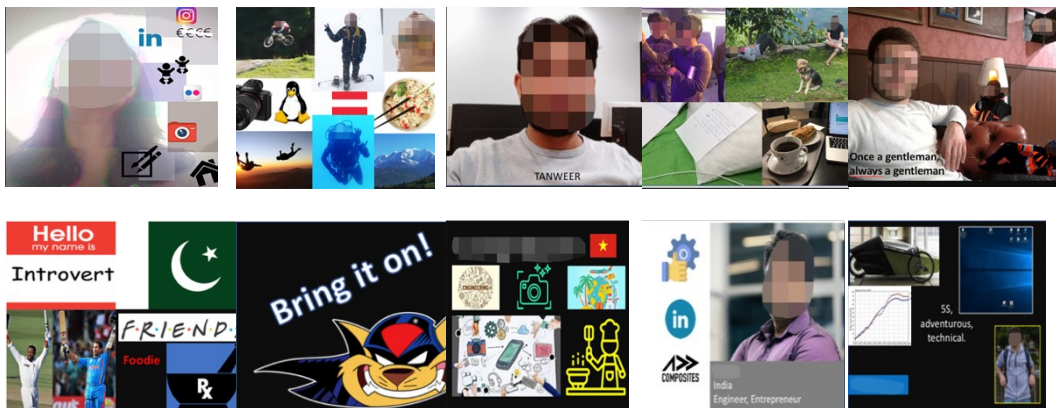 in
€€€€
TANWEER
Once a gentleman,
always a gentleman
Hello
my name is
Introvert
F·R·I·E·N·D·
Foodie
Rx
Bring it on!
ENGINEERING
in
A>>
COMPOSITES
India
Engineer, Entrepreneur
5S,
adventurous,
technical.